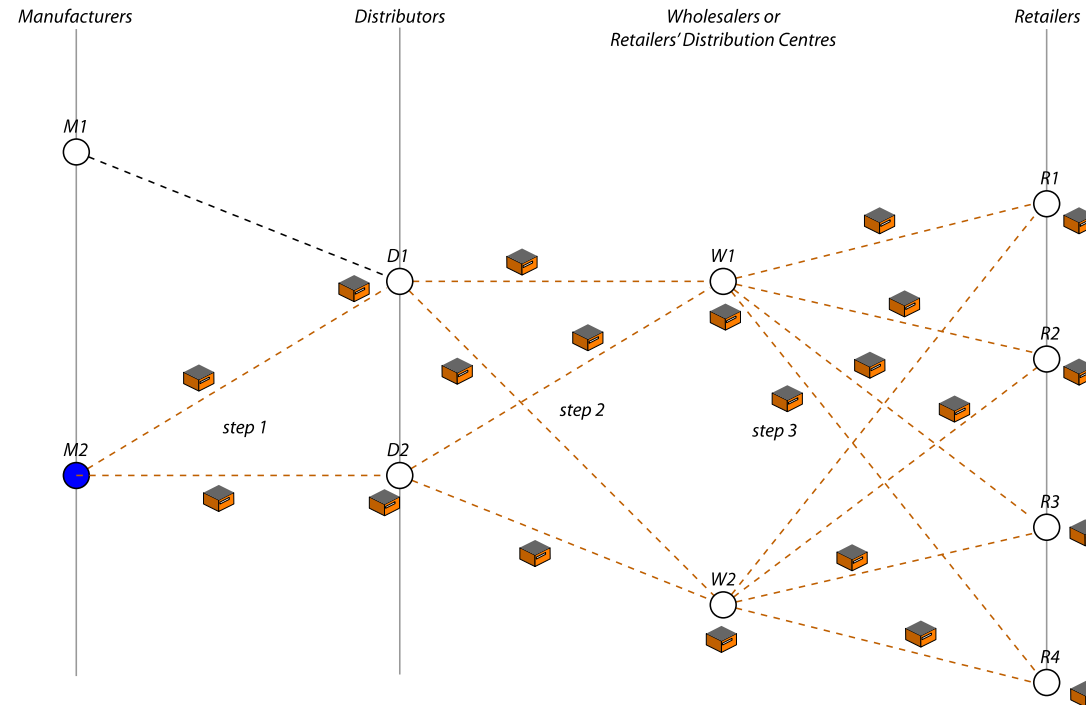 Manufacturers
Distributors
Wholesalers or
Retailers’ Distribution Centres
Retailers
M1
R1
D1
W1
R2
step 2
step 1
step 3
M2
D2
R3
W2
R4